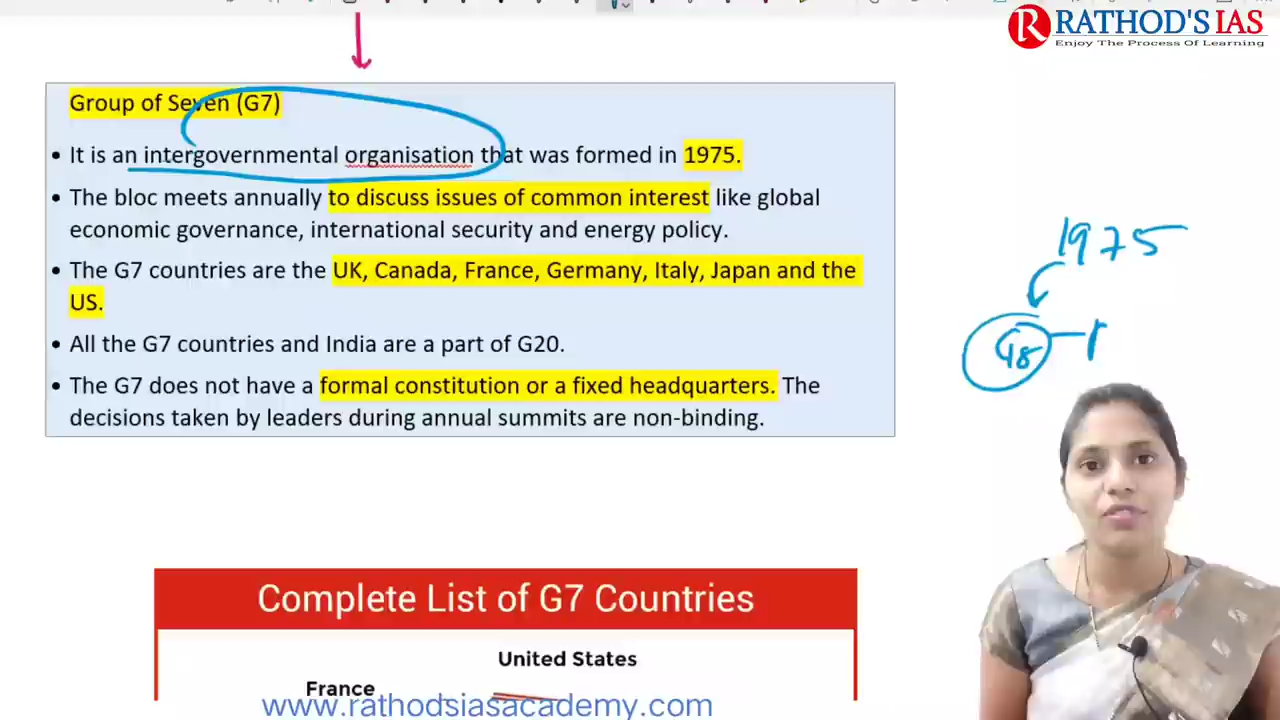 RATHOD'S IAS
Enjoy The Process Of Learning
Group of Seven (G7)
• It is an intergovernmental organisation that was formed in 1975.
• The bloc meets annually to discuss issues of common interest like global
economic governance, international security and energy policy.
• The G7 countries are the UK, Canada, France, Germany, Italy, Japan and the
US.
• All the G7 countries and India are a part of G20.
• The G7 does not have a formal constitution or a fixed headquarters. The
decisions taken by leaders during annual summits are non-binding.
1975
G8
Complete List of G7 Countries
United States
France
www.rathodsiasacademy.com